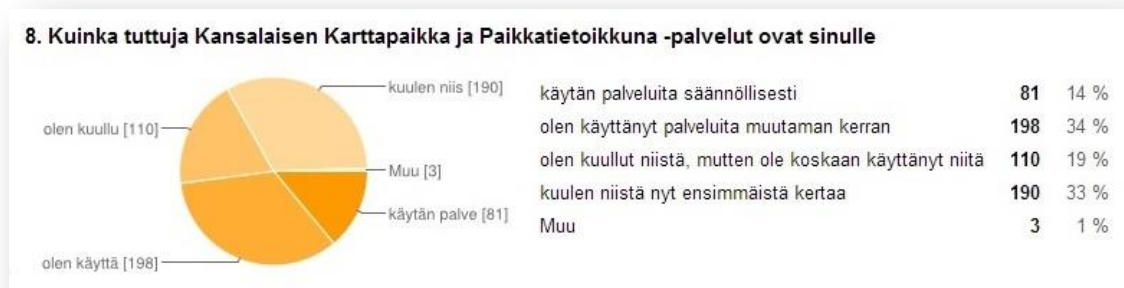 8. Kuinka tuttuja Kansalaisen Karttapaikka ja Paikkatietoikkuna -palvelut ovat sinulle
kuulen niis [190]
olen kuullu [110]
Muu [3]
käytän palve [81]
olen käyttä [198]
käytän palveluita säännöllisesti 81 14 %
olen käyttänyt palveluita muutaman kerran 198 34 %
olen kuullut niistä, mutten ole koskaan käyttänyt niitä 110 19 %
kuulen niistä nyt ensimmäistä kertaa 190 33 %
Muu 3 1 %